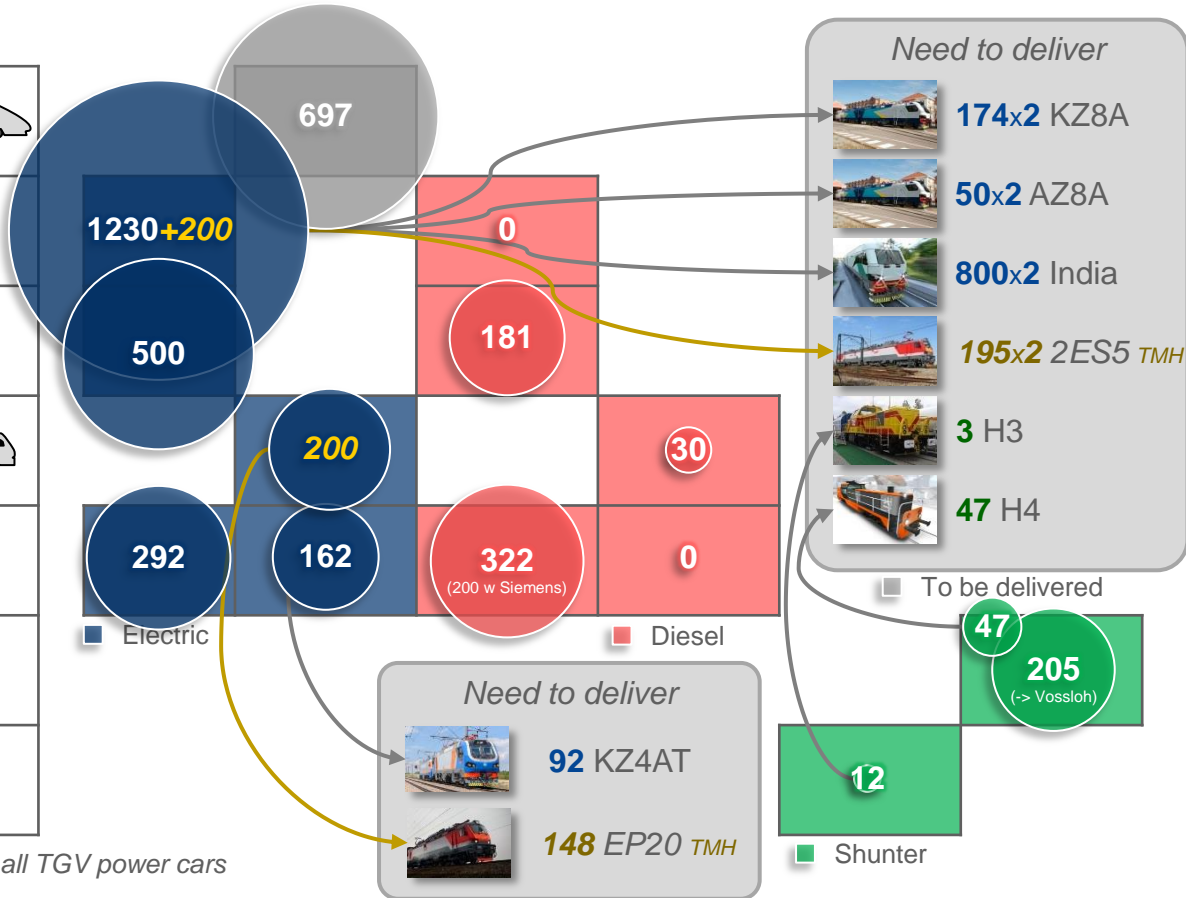 Need to deliver
174x2 KZ8A
50x2 AZ8A
800x2 India
195x2 2ES5 TMH
3 H3
47 H4
To be delivered
697
1230+200
0
500
181
200
30
292
162
322
(200 w Siemens)
0
Electric
Diesel
47
205
(-> Vossloh)
12
Shunter
Need to deliver
92 KZ4AT
148 EP20 TMH
all TGV power cars